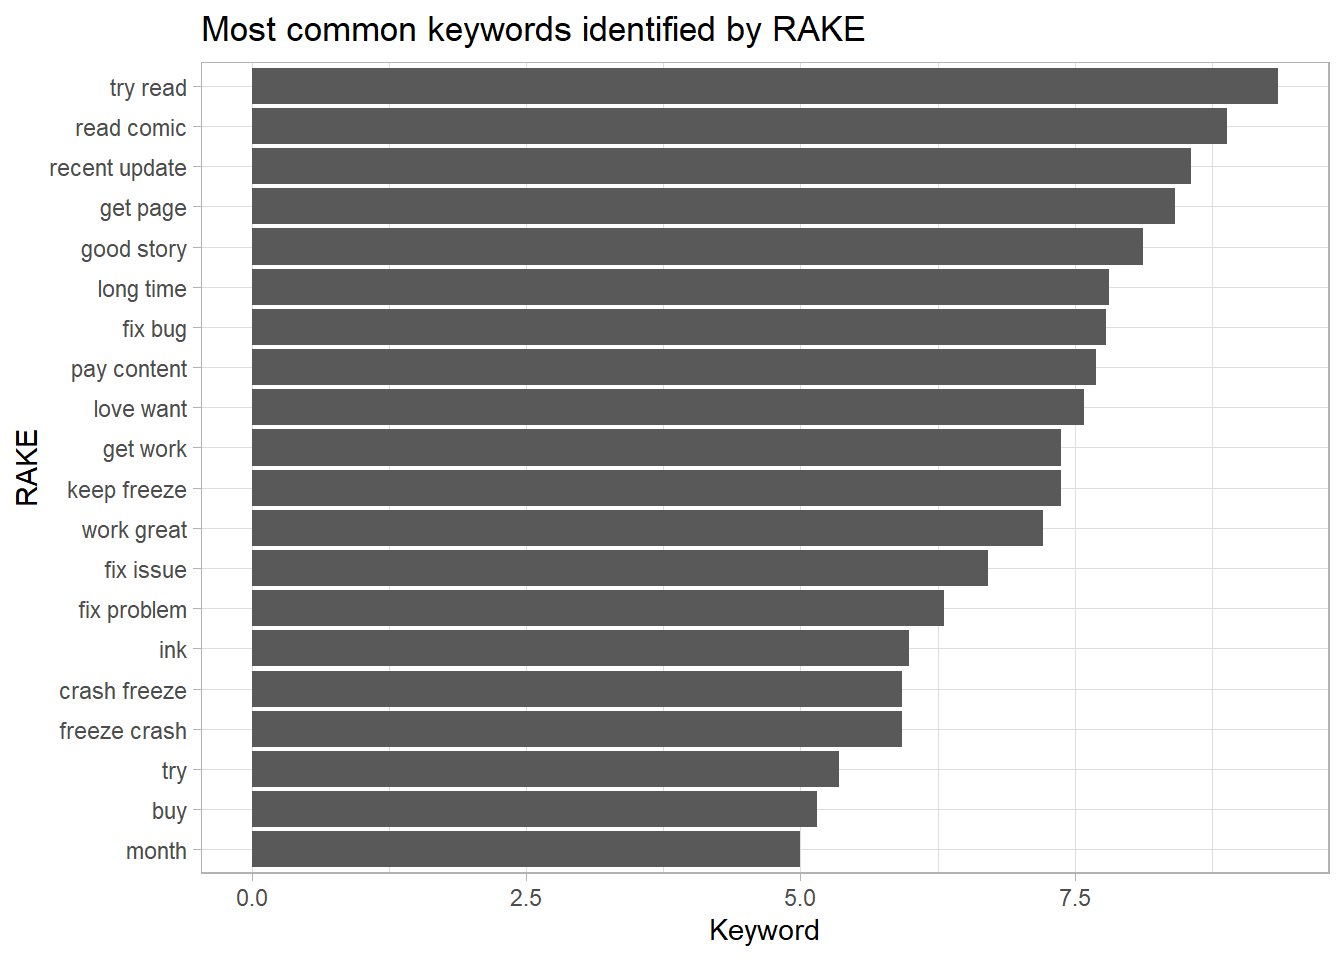 Most common keywords identified by RAKE
try read
read comic
recent update
get page
good story
long time
fix bug
pay content
love want
get work
keep freeze
work great
fix issue
fix problem
ink
crash freeze
freeze crash
try
buy
month
RAKE
0.0 2.5 5.0 7.5
Keyword